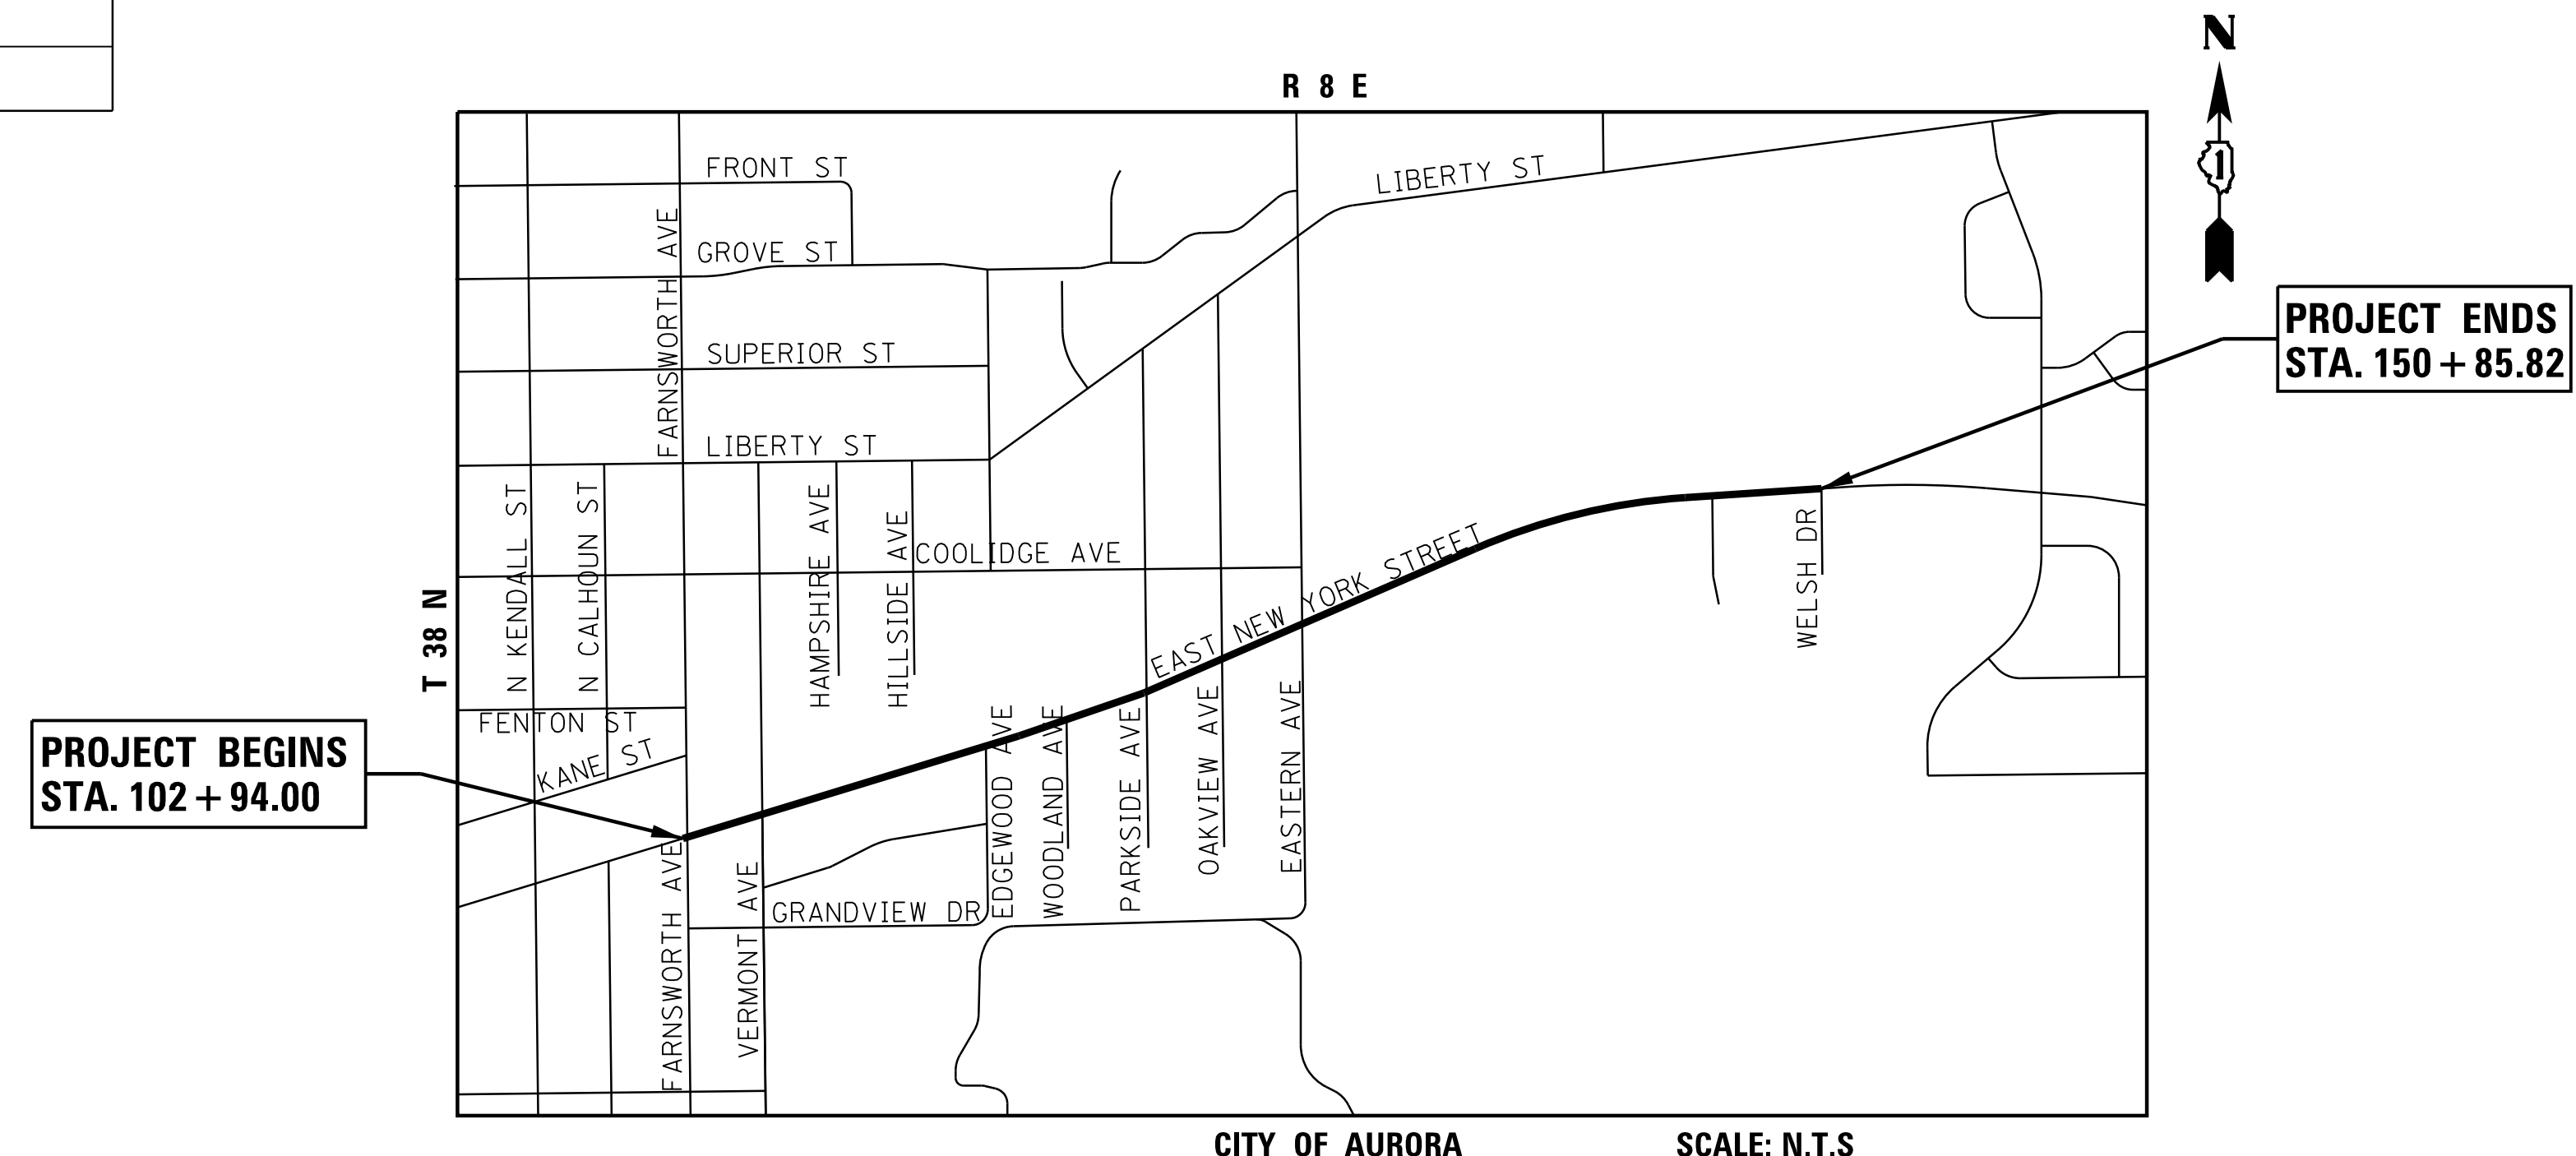 N
R 8 E
1
FRONT ST
LIBERTY ST
FARNSWORTH AVE
GROVE ST
PROJECT ENDS
STA. 150+85.82
SUPERIOR ST
LIBERTY ST
N KENDALL ST
N CALHOUN ST
HAMPSHIRE AVE
HILLSIDE AVE
COOLIDGE AVE
EAST NEW YORK STREET
WELSH DR
T 38 N
FENTON ST
KANE ST
PROJECT BEGINS
STA. 102+94.00
EDGEWOOD AVE
WOODLAND AVE
PARKSIDE AVE
OAKVIEW AVE
EASTERN AVE
FARNSWORTH AVE
VERMONT AVE
GRANDVIEW DR
CITY OF AURORA
SCALE: N.T.S